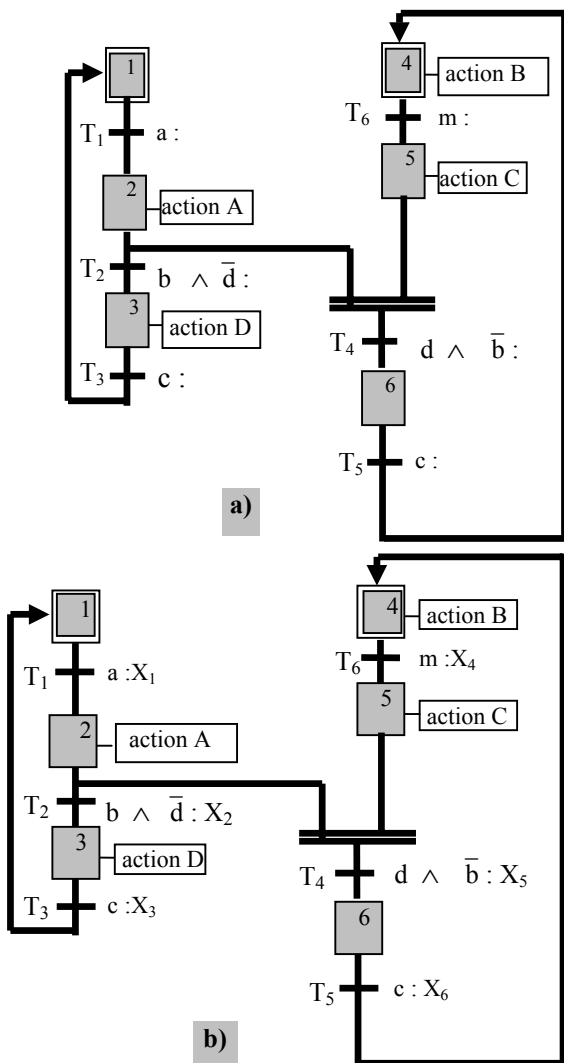 1
4
action B
T₁ a :
T₆ m :
5
2
action A
action C
T₂ b ∧ d̅ :
3
action D
T₄ d ∧ b̅ :
T₃ c :
6
T₅ c :
a)
1
4
action B
T₁ a :X₁
T₆ m :X₄
5
2
action A
action C
T₂ b ∧ d̅ : X₂
3
action D
T₄ d ∧ b̅ : X₅
T₃ c :X₃
6
T₅ c : X₆
b)